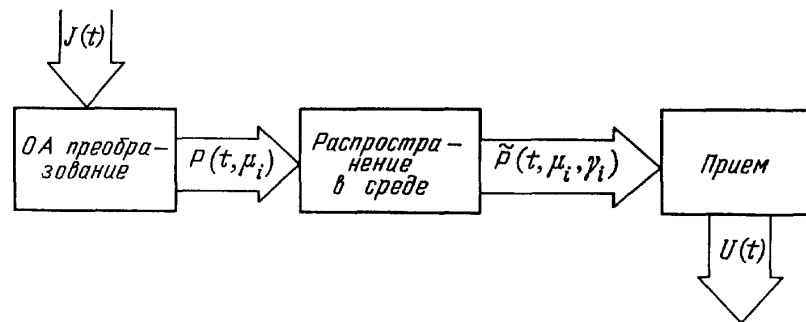 J(t)
ОА преобра-
зование
P(t, μ_i)
Распростра-
нение
в среде
P̃(t, μ_i, γ_i)
Прием
U(t)